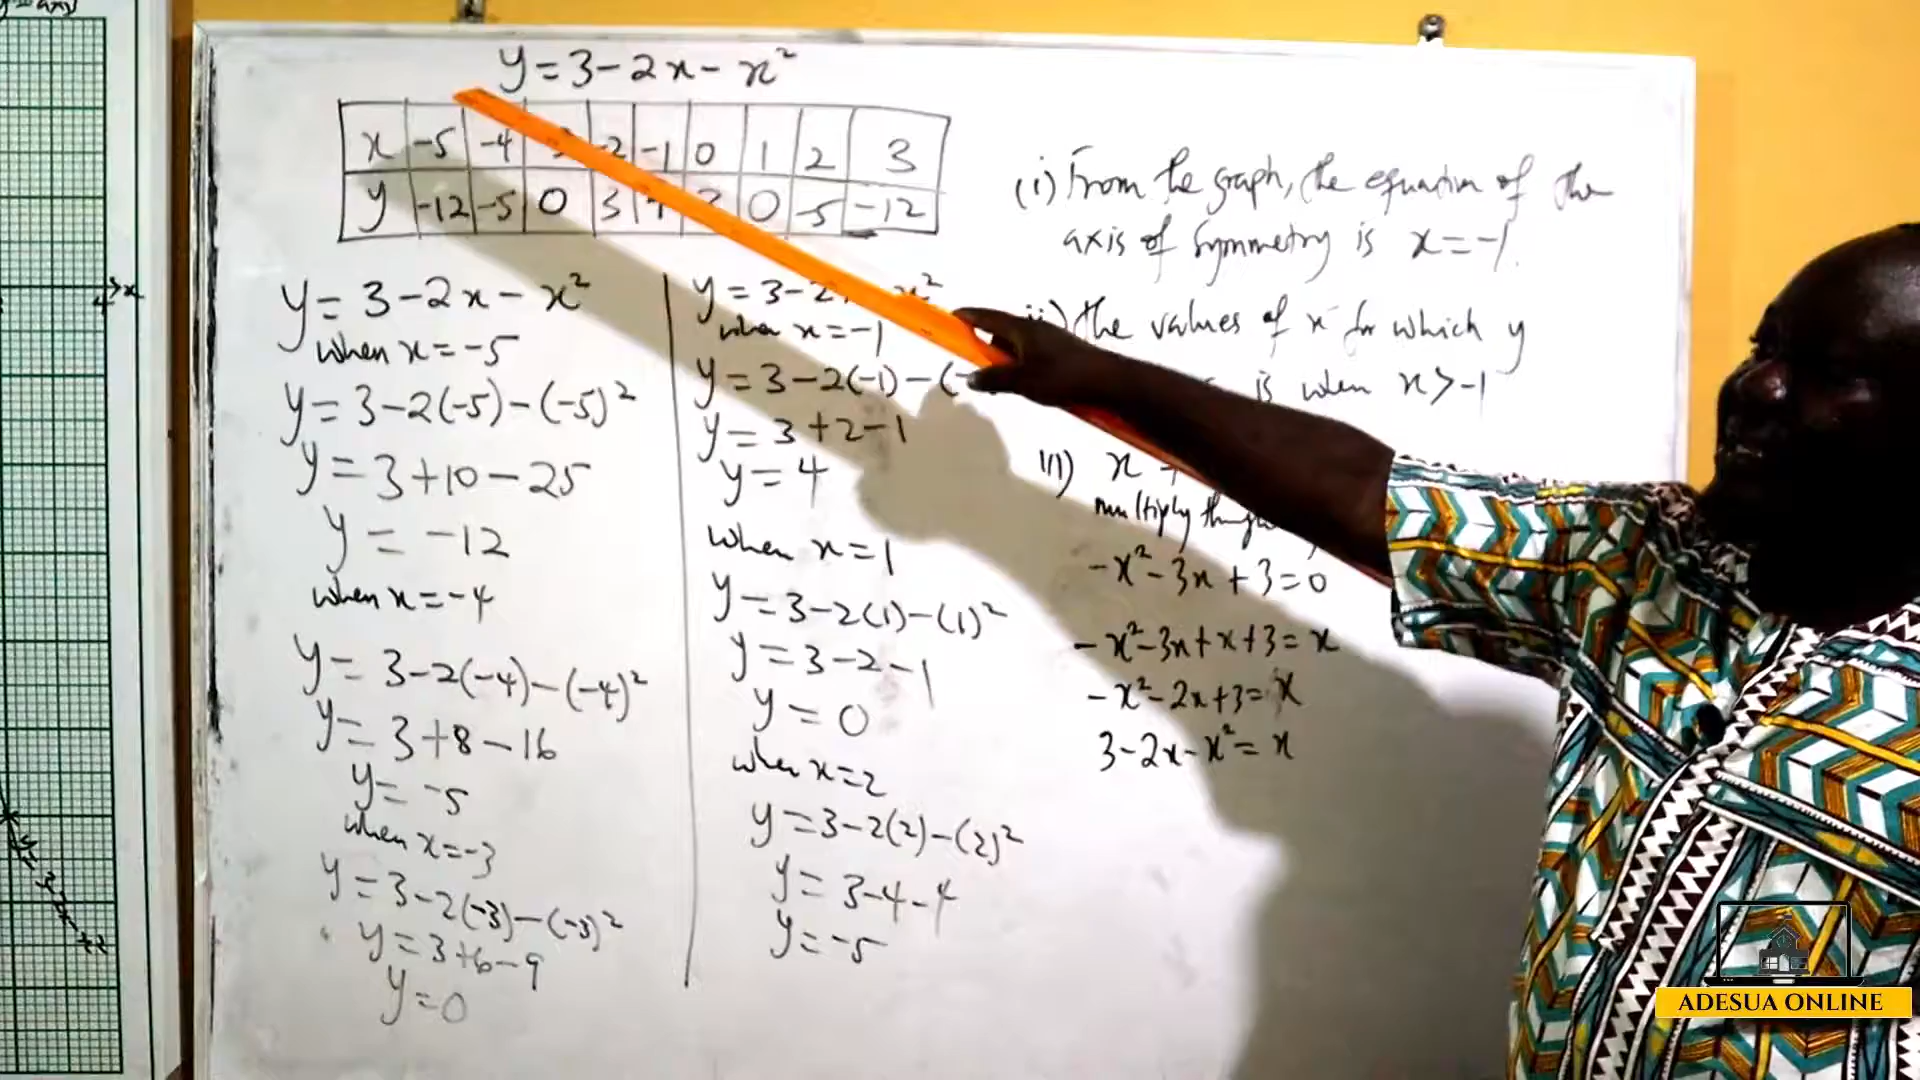 y = 3 - 2x - x²
x -5 -4 -2 -1 0 1 2 3
y -12 -5 0 3 0 -5 -12
y = 3 - 2x - x²
when x = -5
y = 3 - 2(-5) - (-5)²
y = 3 + 10 - 25
y = -12
when x = -4
y = 3 - 2(-4) - (-4)²
y = 3 + 8 - 16
y = -5
when x = -3
y = 3 - 2(-3) - (-3)²
y = 3 + 6 - 9
y = 0
y = 3 - 2 x²
when x = -1
y = 3 - 2(-1) - (-
y = 3 + 2 - 1
y = 4
when x = 1
y = 3 - 2(1) - (1)²
y = 3 - 2 - 1
y = 0
when x = 2
y = 3 - 2(2) - (2)²
y = 3 - 4 - 4
y = -5
(i) From the graph, the equation of the
axis of symmetry is x = -1.
the values of x for which y
is when x > -1
iii) x
multiply
-x² - 3x + 3 = 0
-x² - 3x + x + 3 = x
-x² - 2x + 3 = x
3 - 2x - x² = x
ADESUA ONLINE